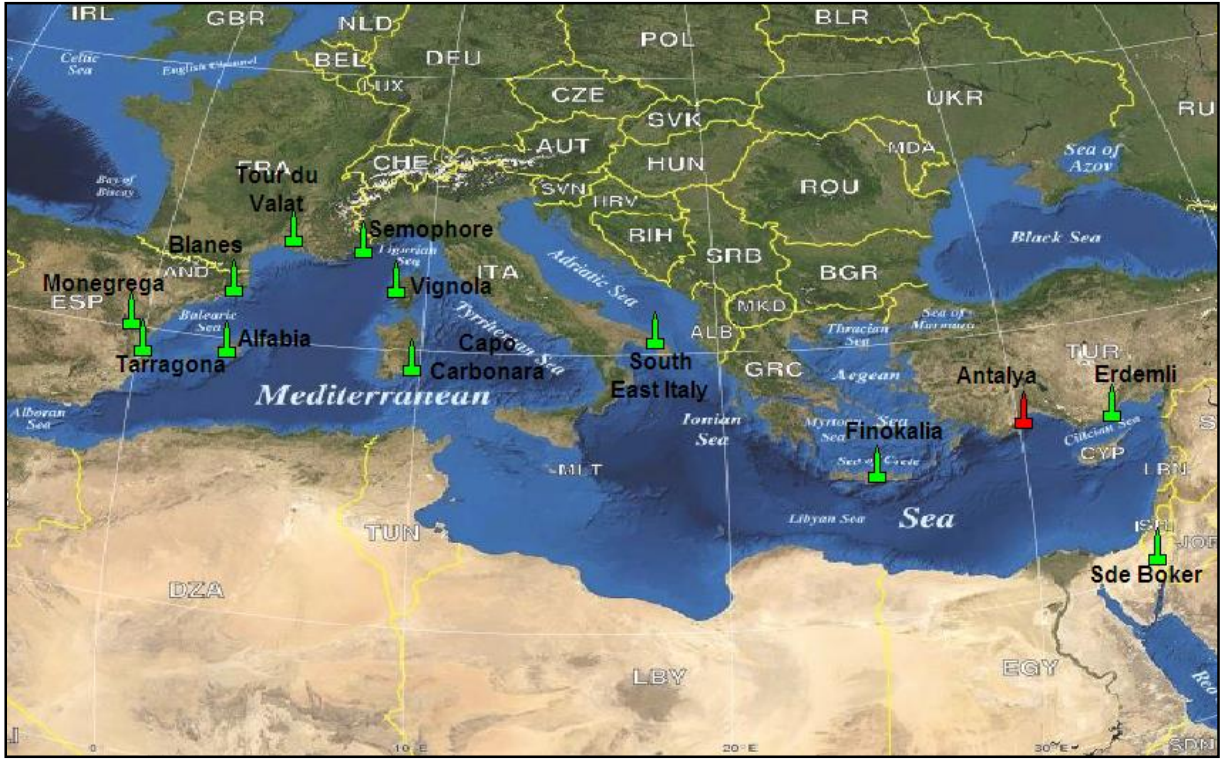 IRL
GBR
NLD
BLR
POL
Celtic
Sea
English Channel
BEL
DEU
LUX
CZE
UKR
RU
SVK
AUT
MDA
Sea of
Azov
FRA
CHE
HUN
Bay of
Biscay
Tour du
Valat
SVN
HRV
ROU
Blanes
Semophore
Ligurian
Sea
BIH
SRB
Black Sea
Monegrega
AND
ITA
Adriatic Sea
BGR
ESP
Vignola
Balearic
Sea
MKD
Sea of
Marmara
Alfabia
Tyrrhenian Sea
ALB
Thracian
Sea
Tarragona
Capo
Carbonara
South
East Italy
GRC
Aegean
Sea
TUR
Antalya
Erdemli
Mediterranean
Alboran
Sea
Ionian
Sea
Myrtoan
Sea
Finokalia
Cilician Sea
S
MLT
Sea of Crete
CYP
LBN
Libyan Sea
Sea
TUN
ISR
JOR
DZA
Sde Boker
LBY
EGY
Red
0
10°E
20°E
30°E
SDN